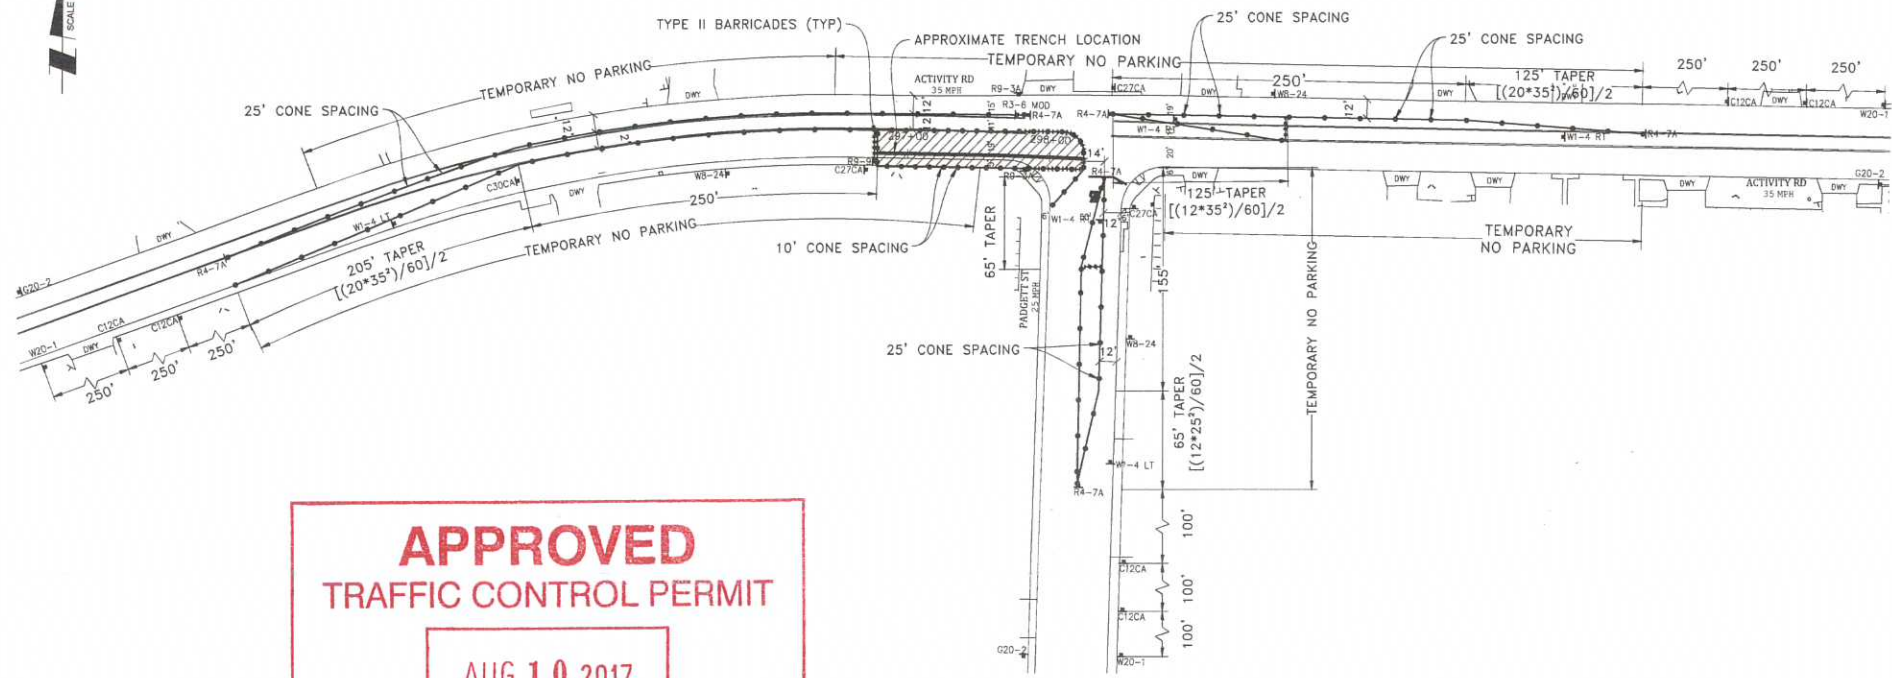 SCALE
TYPE II BARRICADES (TYP)
APPROXIMATE TRENCH LOCATION
TEMPORARY NO PARKING
TEMPORARY NO PARKING
25' CONE SPACING
25' CONE SPACING
25' CONE SPACING
250'
125' TAPER
[(20*35²)/60]/2
250'
250'
250'
ACTIVITY RD
35 MPH
R9-3A
DWY
C27CA
DWY
W8-24
DWY
DWY
C12CA
DWY
C12CA
W20-1
DWY
R3-6 MOD
R4-7A
R4-7A
12'
12'
12'
297+00
298+00
W1-4 RT
R4-7A
R9-9
C27CA
14'
R4-7A
G20-2
C30CA
W8-24
DWY
250'
W1-4 LT
205' TAPER
[(20*35²)/60]/2
TEMPORARY NO PARKING
10' CONE SPACING
65' TAPER
125' TAPER
[(12*35²)/60]/2
C27CA
12'
DWY
DWY
DWY
ACTIVITY RD
35 MPH
DWY
TEMPORARY
NO PARKING
TEMPORARY NO PARKING
DWY
R4-7A
G20-2
C12CA
C12CA
W20-1
DWY
250'
250'
250'
PADGETT ST
25 MPH
155'
25' CONE SPACING
12'
W8-24
65' TAPER
[(12*25²)/60]/2
W1-4 LT
R4-7A
100'
C12CA
100'
C12CA
100'
G20-2
W20-1
APPROVED
TRAFFIC CONTROL PERMIT
AUG 10 2017